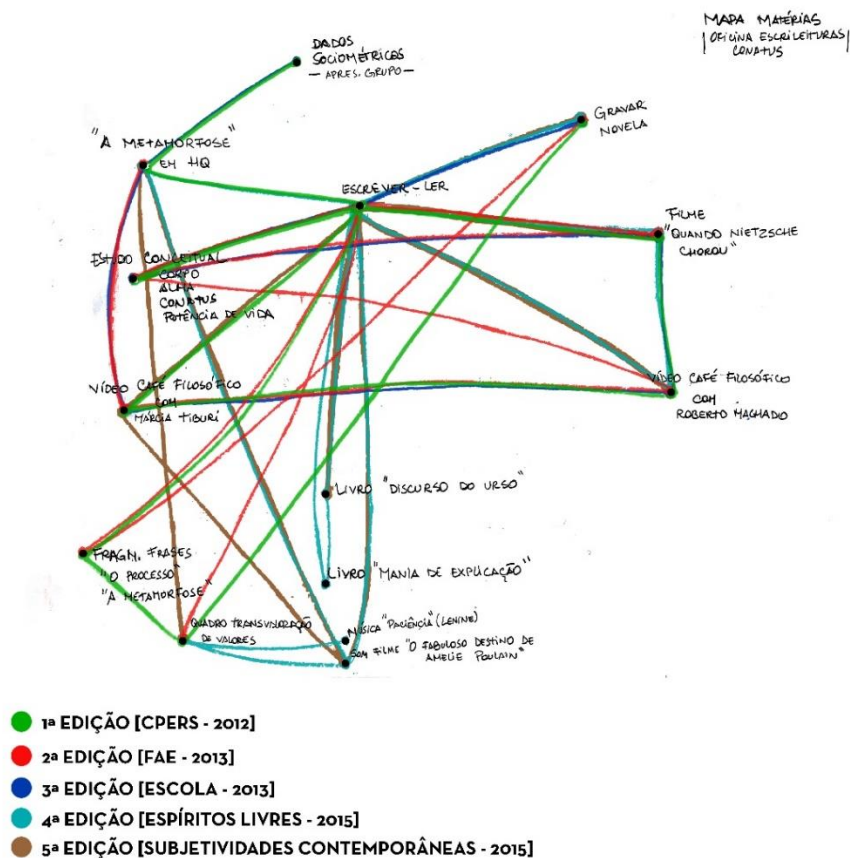 MAPA MATÉRIAS
| OFICINA ESCRILEITURAS |
CONATUS
DADOS
SOCIOMÉTRICOS
— APRES. GRUPO —
GRAVAR
NOVELA
"A METAMORFOSE"
EM HQ
ESCREVER - LER
FILME
"QUANDO NIETZSCHE
CHOROU"
ESTUDO CONCEITUAL
CORPO
ALMA
CONATUS
POTÊNCIA DE VIDA
VÍDEO CAFÉ FILOSÓFICO
COM
MÁRCIA TIBURI
VÍDEO CAFÉ FILOSÓFICO
COM
ROBERTO MACHADO
LIVRO "DISCURSO DO URSO"
FRAGM. FRASES
"O PROCESSO"
"A METAMORFOSE"
LIVRO "MANIA DE EXPLICAÇÃO"
QUADRO TRANSVALORAÇÃO
DE VALORES
MÚSICA "PACIÊNCIA" (LENINE)
SOM FILME "O FABULOSO DESTINO DE
AMELIE POULAIN"
1ª EDIÇÃO [CPERS - 2012]
2ª EDIÇÃO [FAE - 2013]
3ª EDIÇÃO [ESCOLA - 2013]
4ª EDIÇÃO [ESPÍRITOS LIVRES - 2015]
5ª EDIÇÃO [SUBJETIVIDADES CONTEMPORÂNEAS - 2015]